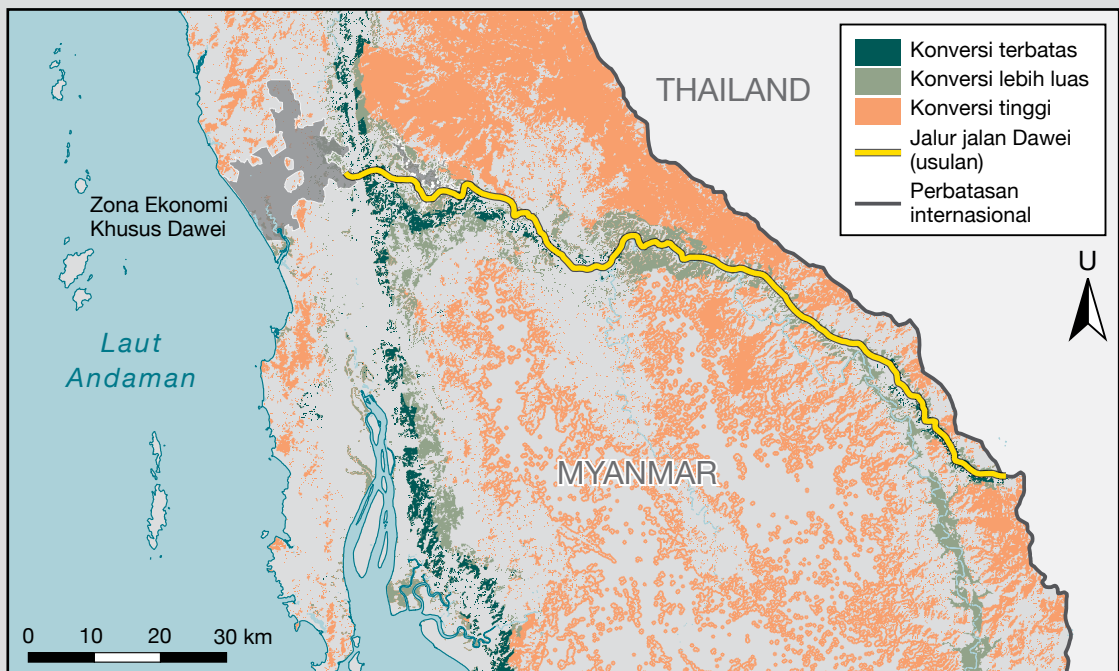 THAILAND
Konversi terbatas
Konversi lebih luas
Konversi tinggi
Jalur jalan Dawei
(usulan)
Perbatasan
internasional
Zona Ekonomi
Khusus Dawei
U
Laut
Andaman
MYANMAR
0 10 20 30 km